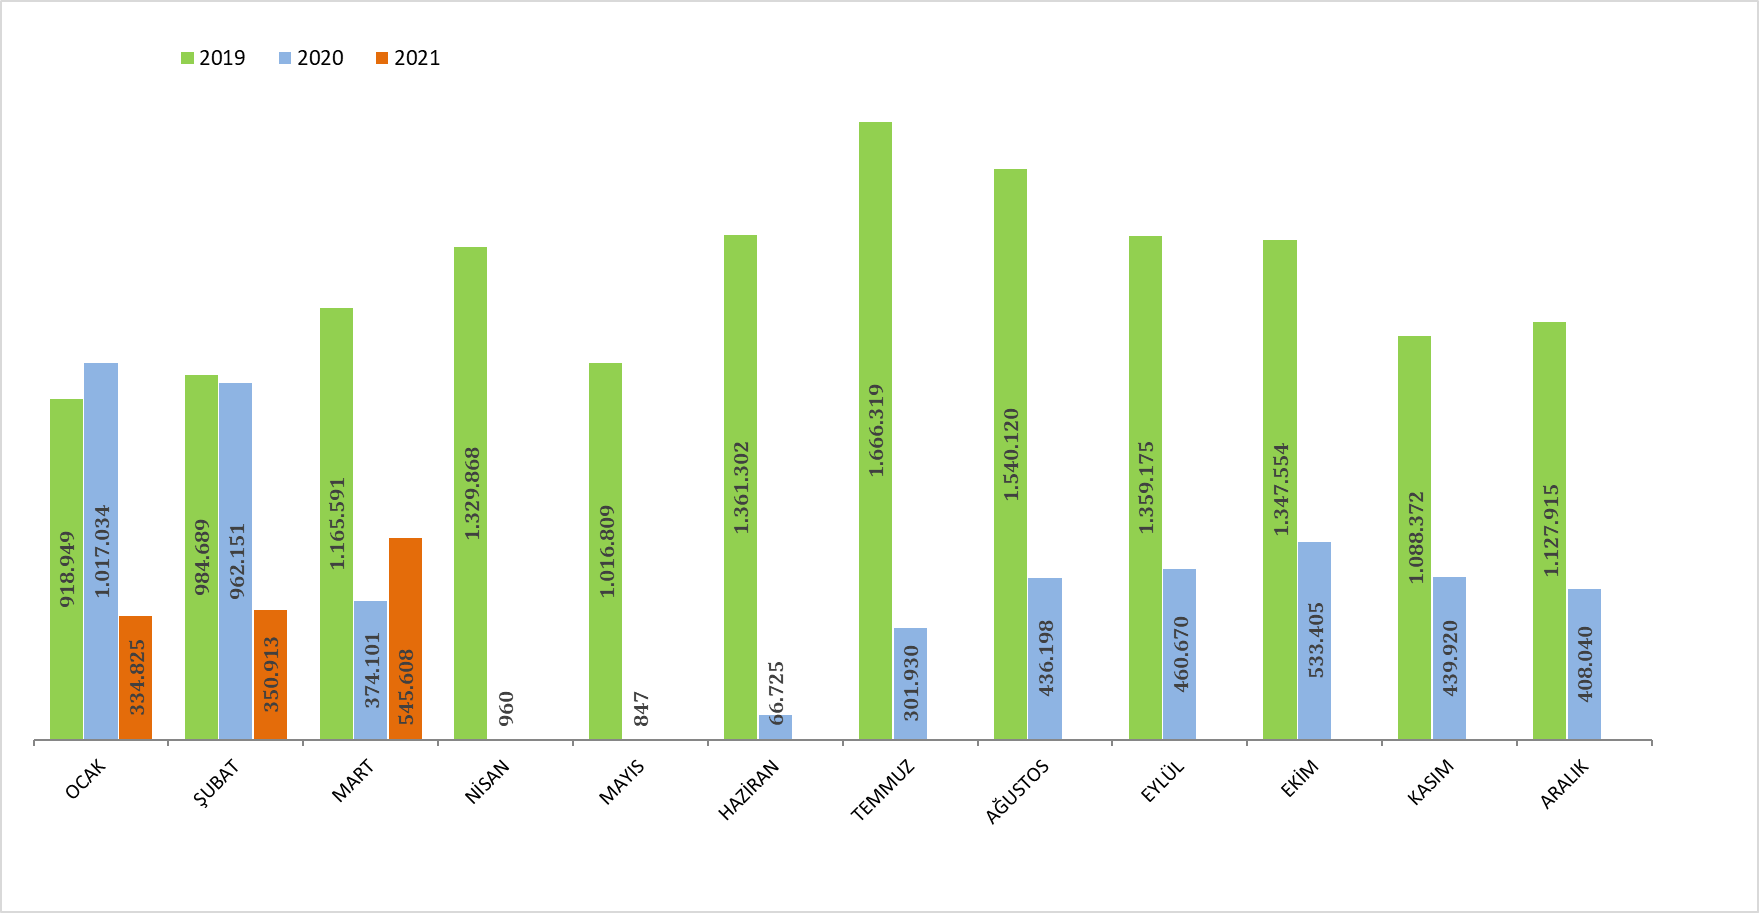 2019 2020 2021
918.949
1.017.034
334.825
984.689
962.151
350.913
1.165.591
374.101
545.608
1.329.868
960
1.016.809
847
1.361.302
66.725
1.666.319
301.930
1.540.120
436.198
1.359.175
460.670
1.347.554
533.405
1.088.372
439.920
1.127.915
408.040
OCAK
ŞUBAT
MART
NİSAN
MAYIS
HAZİRAN
TEMMUZ
AĞUSTOS
EYLÜL
EKİM
KASIM
ARALIK